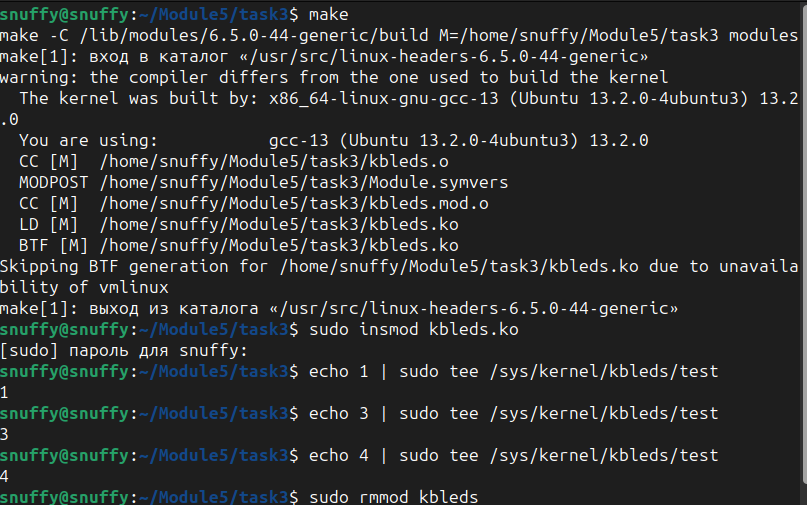 snuffy@snuffy:~/Module5/task3$ make
make -C /lib/modules/6.5.0-44-generic/build M=/home/snuffy/Module5/task3 modules
make[1]: вход в каталог «/usr/src/linux-headers-6.5.0-44-generic»
warning: the compiler differs from the one used to build the kernel
  The kernel was built by: x86_64-linux-gnu-gcc-13 (Ubuntu 13.2.0-4ubuntu3) 13.2
.0
  You are using:           gcc-13 (Ubuntu 13.2.0-4ubuntu3) 13.2.0
  CC [M]  /home/snuffy/Module5/task3/kbleds.o
  MODPOST /home/snuffy/Module5/task3/Module.symvers
  CC [M]  /home/snuffy/Module5/task3/kbleds.mod.o
  LD [M]  /home/snuffy/Module5/task3/kbleds.ko
  BTF [M] /home/snuffy/Module5/task3/kbleds.ko
Skipping BTF generation for /home/snuffy/Module5/task3/kbleds.ko due to unavaila
bility of vmlinux
make[1]: выход из каталога «/usr/src/linux-headers-6.5.0-44-generic»
snuffy@snuffy:~/Module5/task3$ sudo insmod kbleds.ko
[sudo] пароль для snuffy:
snuffy@snuffy:~/Module5/task3$ echo 1 | sudo tee /sys/kernel/kbleds/test
1
snuffy@snuffy:~/Module5/task3$ echo 3 | sudo tee /sys/kernel/kbleds/test
3
snuffy@snuffy:~/Module5/task3$ echo 4 | sudo tee /sys/kernel/kbleds/test
4
snuffy@snuffy:~/Module5/task3$ sudo rmmod kbleds